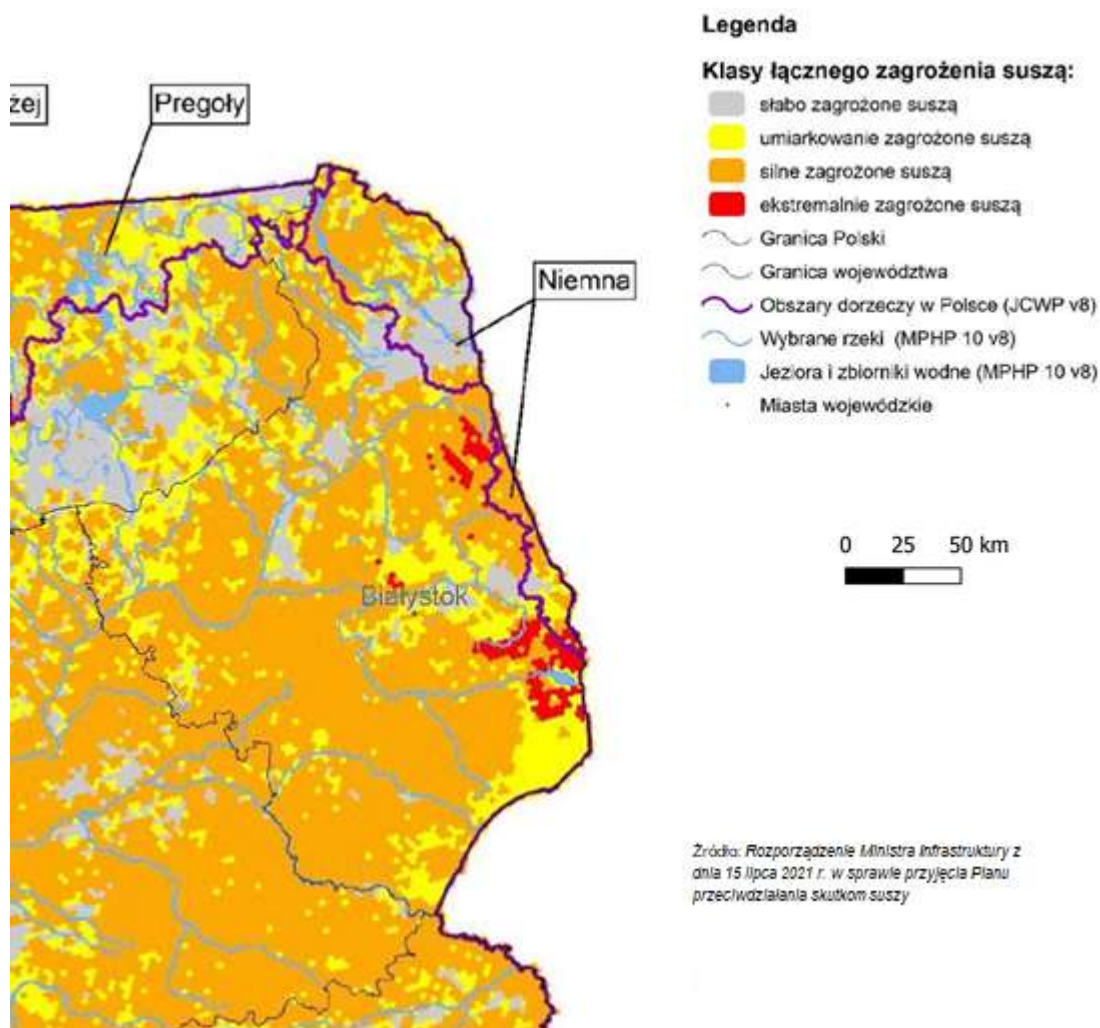 żej
Pregoły
Niemna
Białystok
Legenda
Klasy łącznego zagrożenia suszą:
słabo zagrożone suszą
umiarkowanie zagrożone suszą
silne zagrożone suszą
ekstremalnie zagrożone suszą
Granica Polski
Granica województwa
Obszary dorzeczy w Polsce (JCWP v8)
Wybrane rzeki (MPHP 10 v8)
Jeziora i zbiorniki wodne (MPHP 10 v8)
Miasta wojewódzkie
0 25 50 km
Źródło: Rozporządzenie Ministra Infrastruktury z
dnia 15 lipca 2021 r. w sprawie przyjęcia Planu
przeciwdziałania skutkom suszy